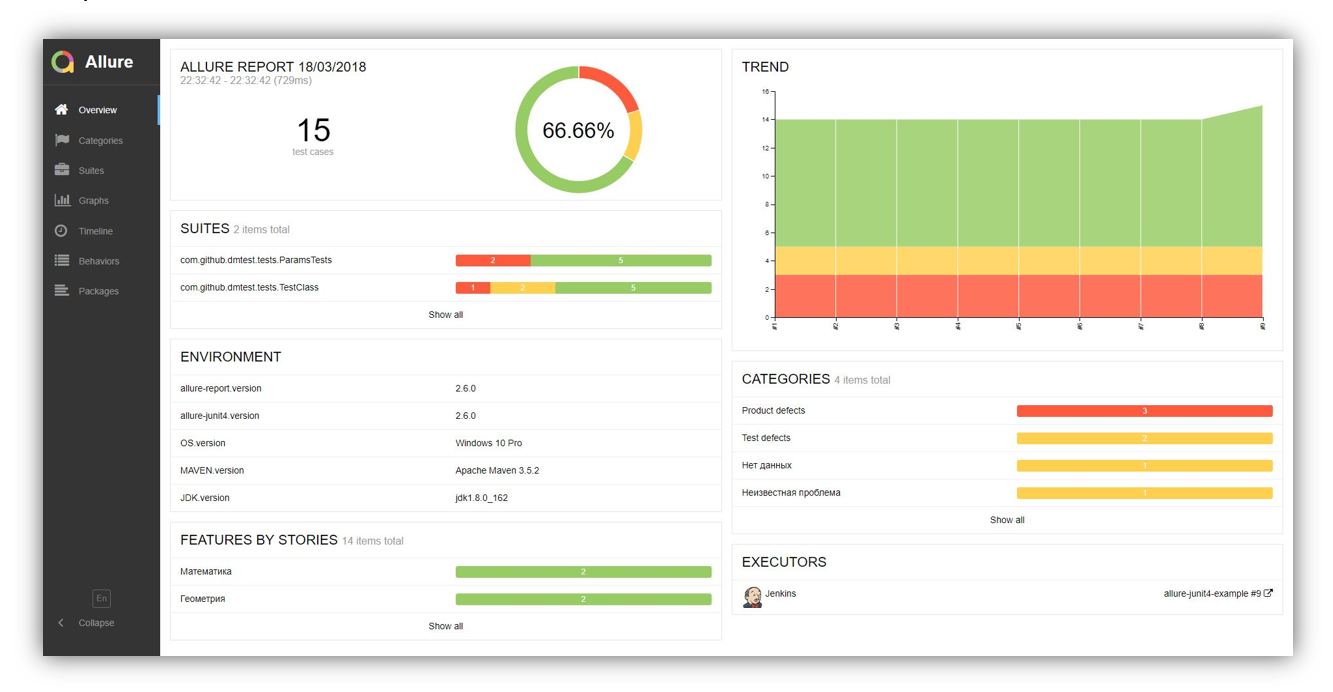 Allure
Overview
Categories
Suites
Graphs
Timeline
Behaviors
Packages
En
Collapse
ALLURE REPORT 18/03/2018
22:32:42 - 22:32:42 (729ms)
15
test cases
66.66%
SUITES 2 items total
com.github.dmtest.tests.ParamsTests 2 5
com.github.dmtest.tests.TestClass 1 2 5
Show all
ENVIRONMENT
allure-report.version 2.6.0
allure-junit4.version 2.6.0
OS.version Windows 10 Pro
MAVEN.version Apache Maven 3.5.2
JDK.version jdk1.8.0_162
FEATURES BY STORIES 14 items total
Математика 2
Геометрия 2
Show all
TREND
16
14
12
10
8
6
4
2
0
#1 #2 #3 #4 #5 #6 #7 #8 #9
CATEGORIES 4 items total
Product defects 3
Test defects 2
Нет данных 1
Неизвестная проблема 1
Show all
EXECUTORS
Jenkins allure-junit4-example #9